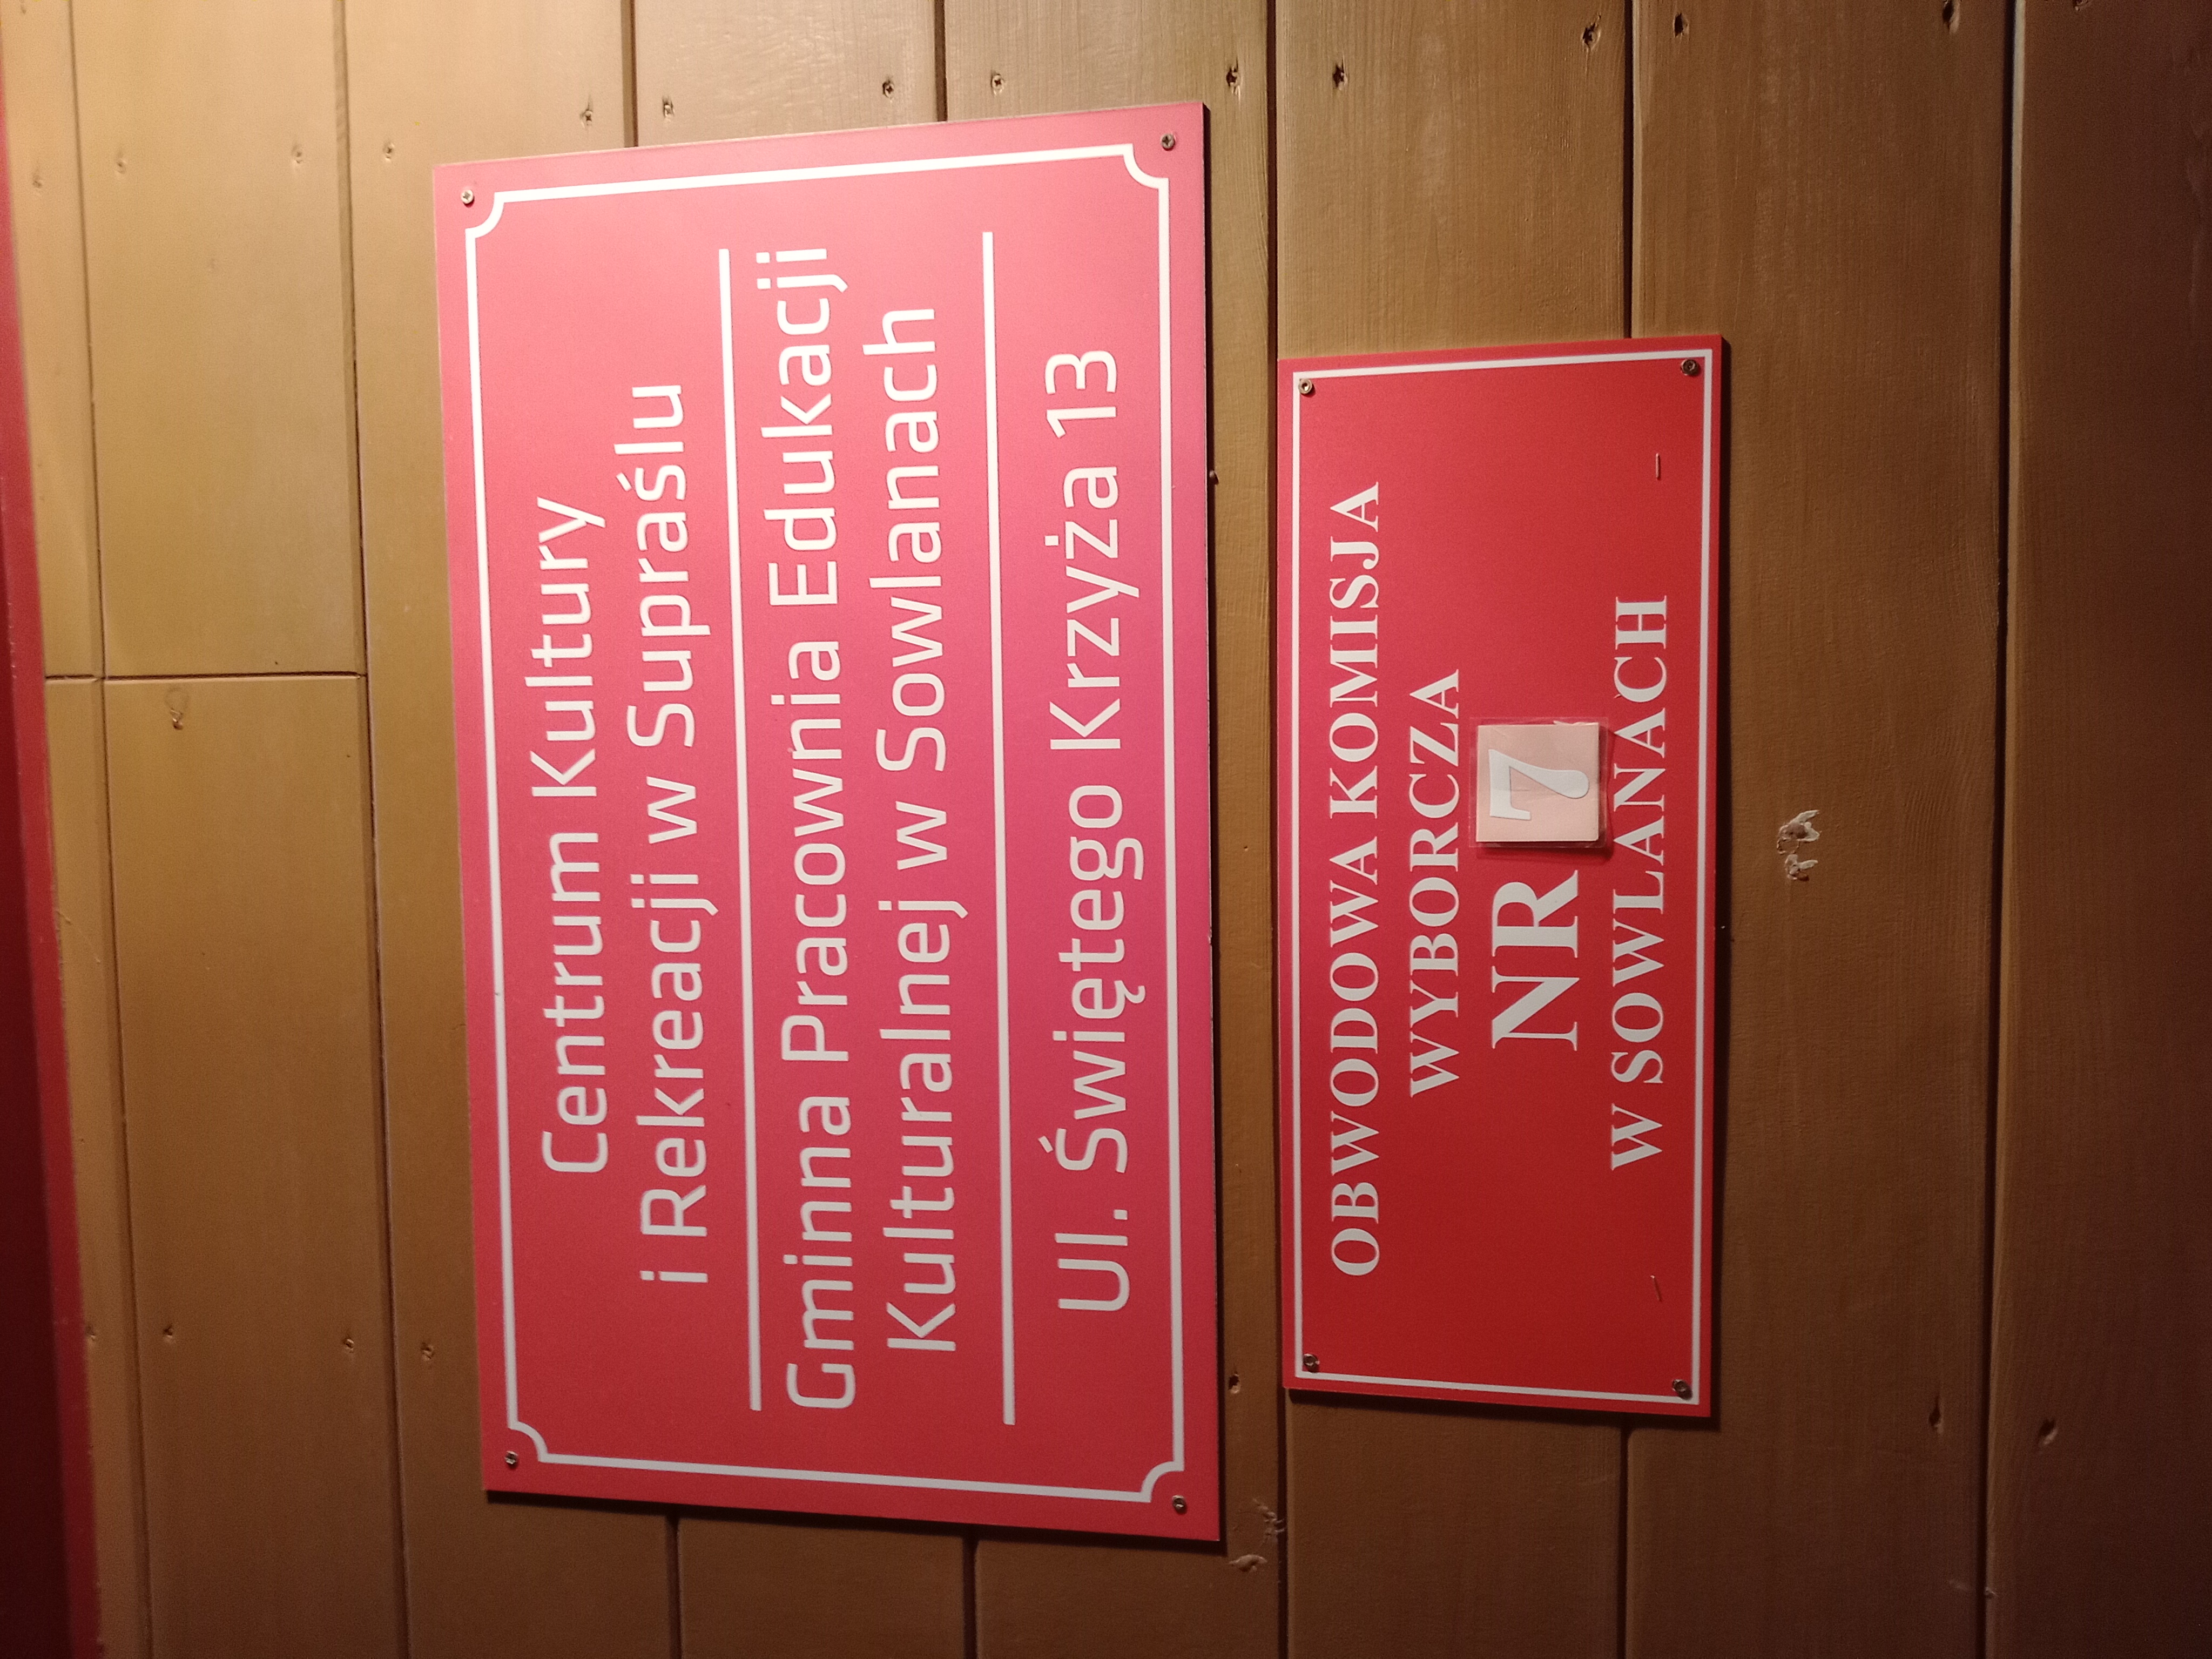 Centrum Kultury
i Rekreacji w Supraślu
Gminna Pracownia Edukacji
Kulturalnej w Sowlanach
Ul. Świętego Krzyża 13
OBWODOWA KOMISJA
WYBORCZA
NR 7
W SOWLANACH